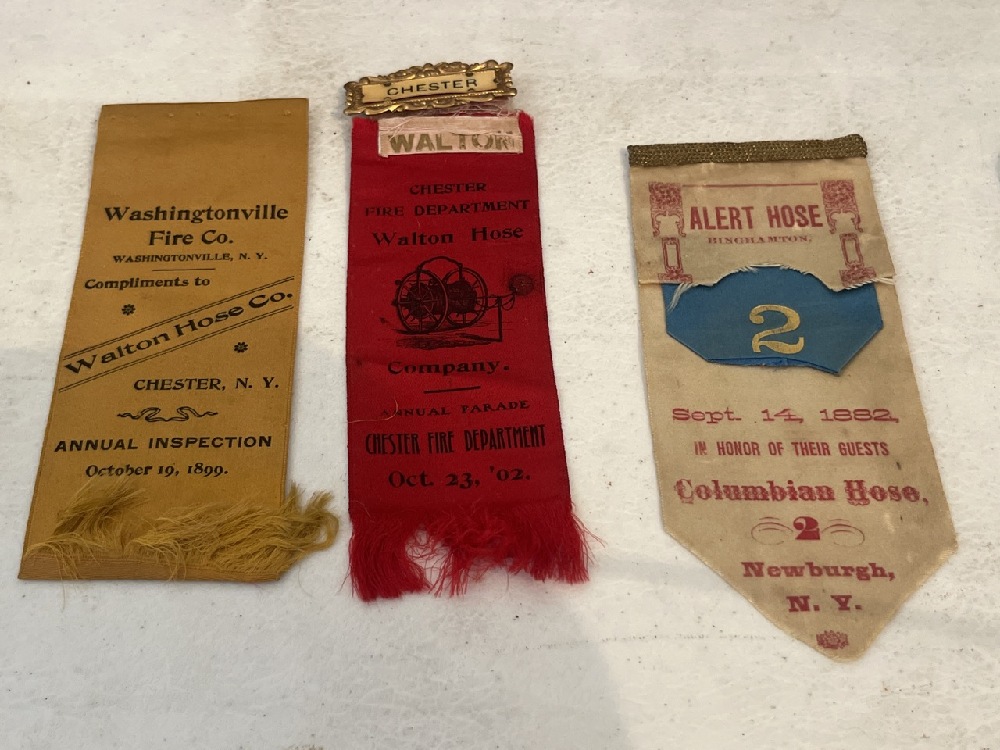 Washingtonville
Fire Co.
WASHINGTONVILLE, N. Y.
Compliments to
Walton Hose Co.
CHESTER, N. Y.
ANNUAL INSPECTION
October 19, 1899.
CHESTER
WALTON
CHESTER
FIRE DEPARTMENT
Walton Hose
Company.
ANNUAL PARADE
CHESTER FIRE DEPARTMENT
Oct. 23, '02.
ALERT HOSE
BINGHAMTON,
2
Sept. 14, 1882,
IN HONOR OF THEIR GUESTS
Columbian Hose,
2
Newburgh,
N. Y.